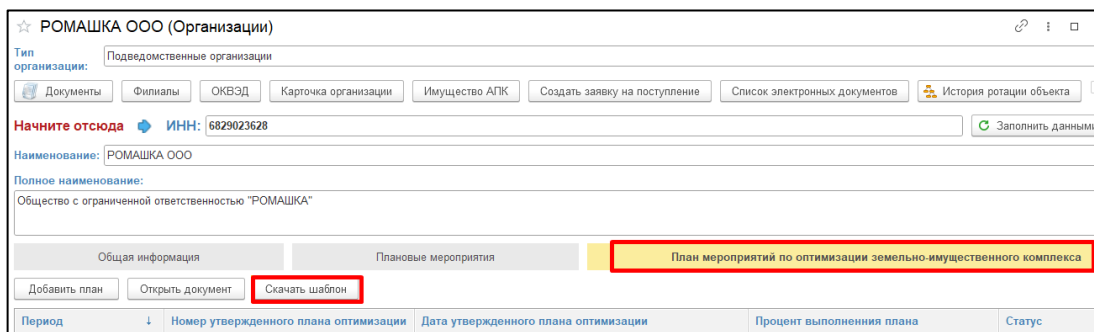 РОМАШКА ООО (Организации)
Тип организации: Подведомственные организации
Документы Филиалы ОКВЭД Карточка организации Имущество АПК Создать заявку на поступление Список электронных документов История ротации объекта
Начните отсюда ИНН: 6829023628 Заполнить данными
Наименование: РОМАШКА ООО
Полное наименование:
Общество с ограниченной ответственностью "РОМАШКА"
Общая информация Плановые мероприятия План мероприятий по оптимизации земельно-имущественного комплекса
Добавить план Открыть документ Скачать шаблон
Период ↓ Номер утвержденного плана оптимизации Дата утвержденного плана оптимизации Процент выполненния плана Статус